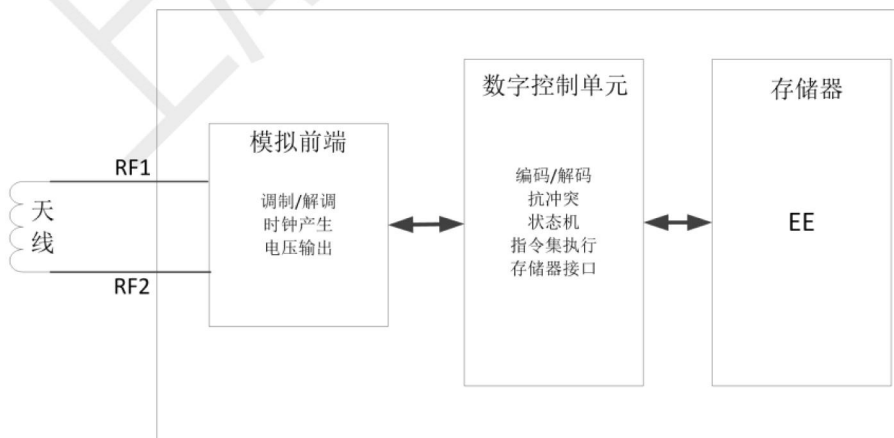 RF1
RF2
天
线
模拟前端
调制/解调
时钟产生
电压输出
数字控制单元
编码/解码
抗冲突
状态机
指令集执行
存储器接口
存储器
EE